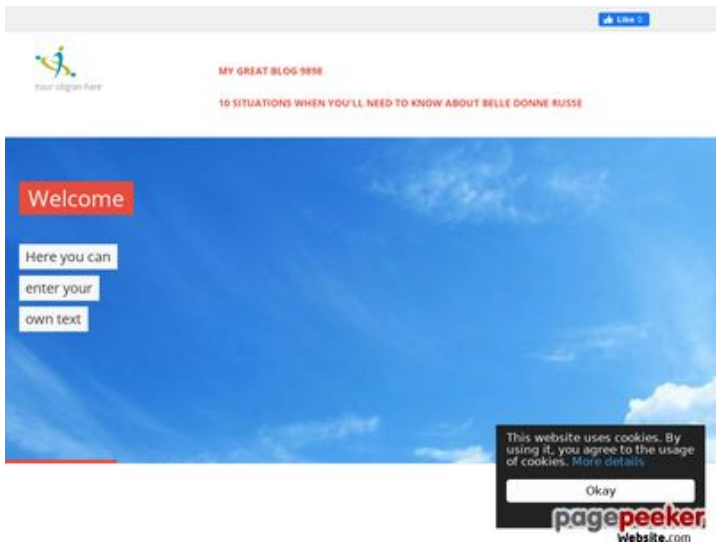 Like 0
Your slogan here
MY GREAT BLOG 9898
10 SITUATIONS WHEN YOU'LL NEED TO KNOW ABOUT BELLE DONNE RUSSE
Welcome
Here you can
enter your
own text
This website uses cookies. By
using it, you agree to the usage
of cookies. More details
Okay
pagepeeker
Website.com